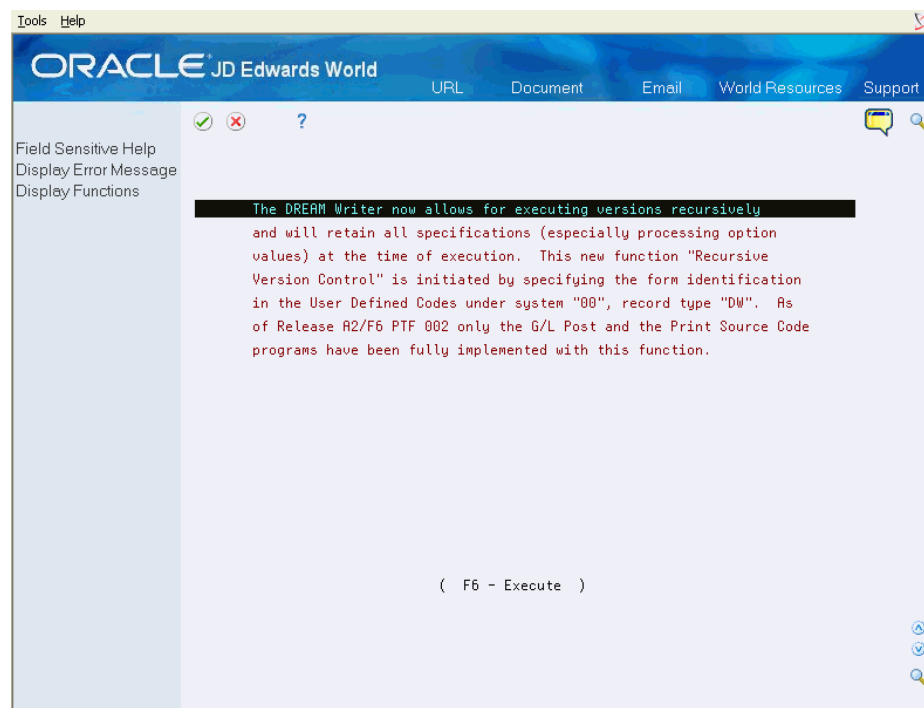 Tools Help
ORACLE JD Edwards World
URL Document Email World Resources Support
?
Field Sensitive Help
Display Error Message
Display Functions
The DREAM Writer now allows for executing versions recursively
and will retain all specifications (especially processing option
values) at the time of execution.  This new function "Recursive
Version Control" is initiated by specifying the form identification
in the User Defined Codes under system "00", record type "DW".  As
of Release A2/F6 PTF 002 only the G/L Post and the Print Source Code
programs have been fully implemented with this function.
( F6 - Execute )